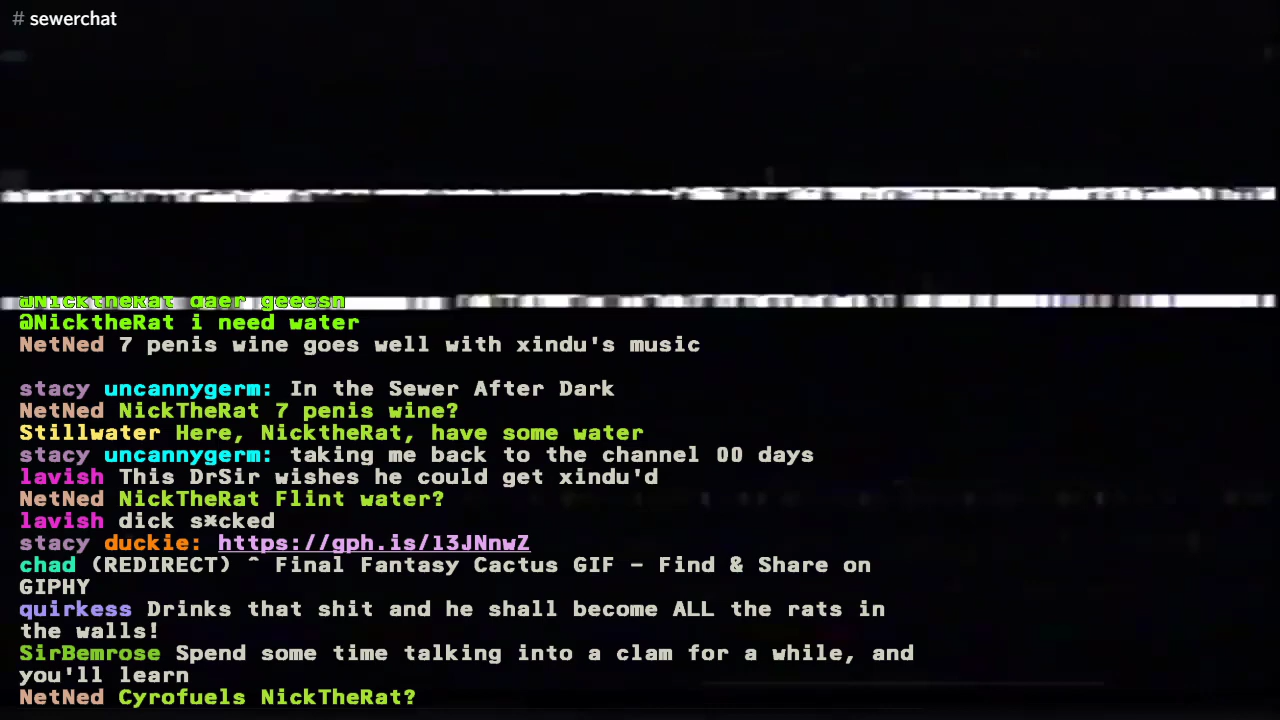 # sewerchat
@NicktheRat gaer geeesh
@NicktheRat i need water
NetNed 7 penis wine goes well with xindu's music
stacy uncannygerm: In the Sewer After Dark
NetNed NickTheRat 7 penis wine?
Stillwater Here, NicktheRat, have some water
stacy uncannygerm: taking me back to the channel 00 days
lavish This DrSir wishes he could get xindu'd
NetNed NickTheRat Flint water?
lavish dick s*cked
stacy duckie: https://gph.is/13JNnwZ
chad (REDIRECT) ^ Final Fantasy Cactus GIF - Find & Share on
GIPHY
quirkess Drinks that shit and he shall become ALL the rats in
the walls!
SirBemrose Spend some time talking into a clam for a while, and
you'll learn
NetNed Cyrofuels NickTheRat?